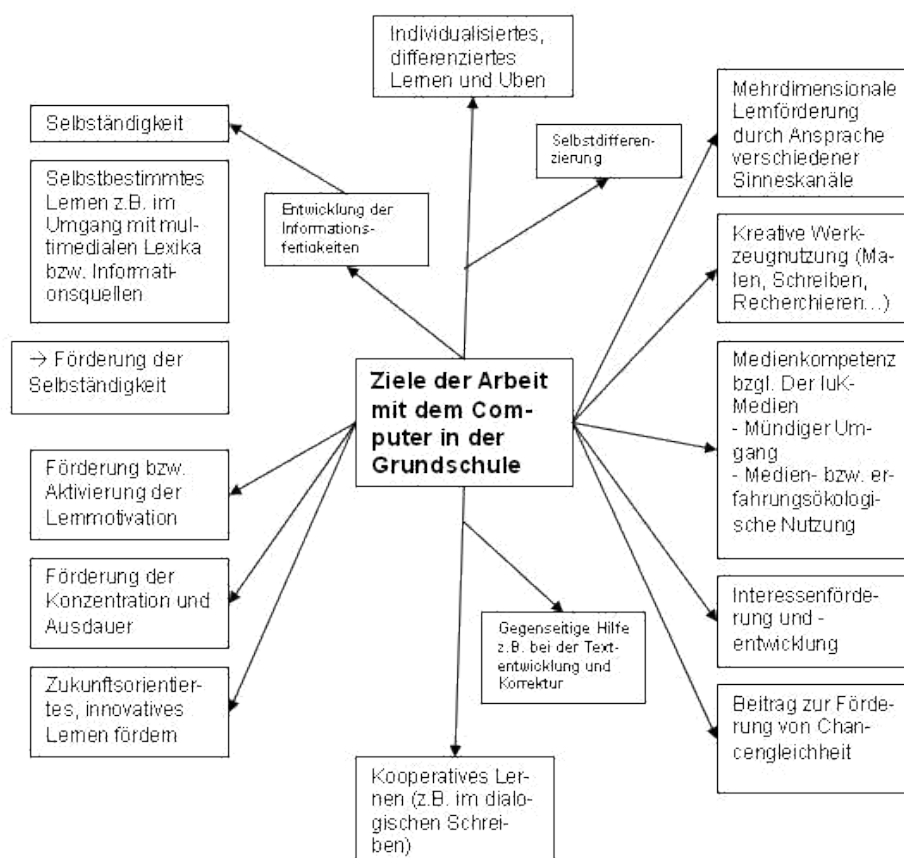 Individualisiertes,
differenziertes
Lernen und Üben
Selbständigkeit
Selbstbestimmtes
Lernen z.B. im
Umgang mit mul-
timedialen Lexika
bzw. Informati-
onsquellen
→ Förderung der
Selbständigkeit
Entwicklung der
Informations-
fertigkeiten
Selbstdifferen-
zierung
Mehrdimensionale
Lernförderung
durch Ansprache
verschiedener
Sinneskanäle
Kreative Werk-
zeugnutzung (Ma-
len, Schreiben,
Recherchieren...)
Ziele der Arbeit
mit dem Com-
puter in der
Grundschule
Medienkompetenz
bzgl. Der IuK-
Medien
- Mündiger Um-
gang
- Medien- bzw. er-
fahrungsökolog-
ische Nutzung
Förderung bzw.
Aktivierung der
Lernmotivation
Förderung der
Konzentration und
Ausdauer
Zukunftsorientier-
tes, innovatives
Lernen fördern
Gegenseitige Hilfe
z.B. bei der Text-
entwicklung und
Korrektur
Interessenförde-
rung und -
entwicklung
Beitrag zur Förde-
rung von Chan-
cengleichheit
Kooperatives Ler-
nen (z.B. im dialo-
gischen Schrei-
ben)